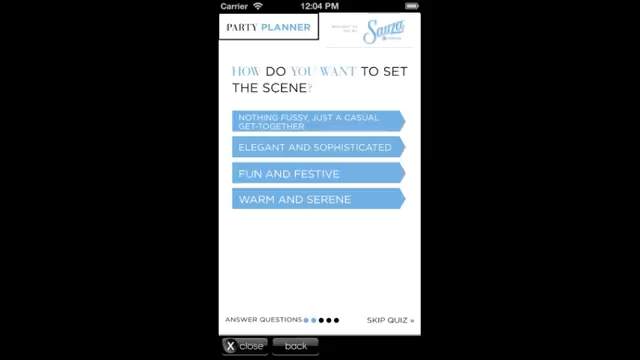 Carrier 12:04 PM
PARTY PLANNER
HOW DO YOU WANT TO SET
THE SCENE?
NOTHING FUSSY, JUST A CASUAL
GET-TOGETHER
ELEGANT AND SOPHISTICATED
FUN AND FESTIVE
WARM AND SERENE
ANSWER QUESTIONS SKIP QUIZ »
X close back